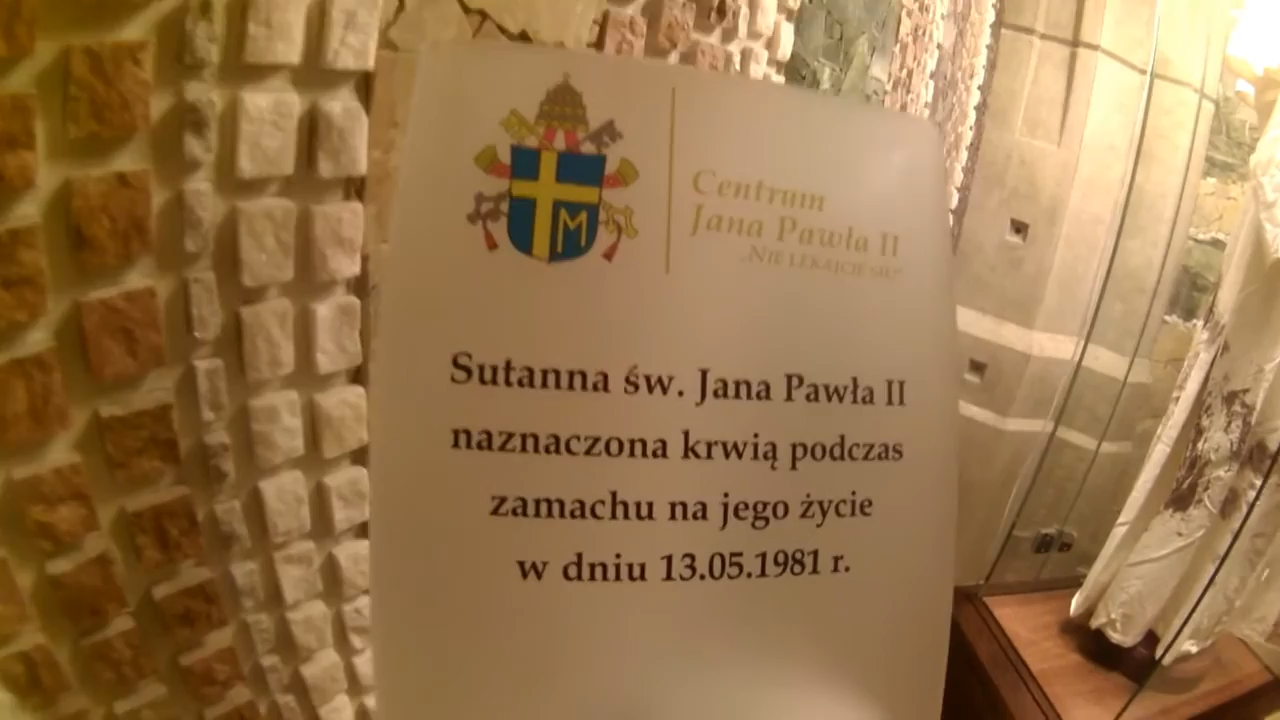 Centrum
Jana Pawła II
„NIE LĘKAJCIE SIĘ!"
M
Sutanna św. Jana Pawła II
naznaczona krwią podczas
zamachu na jego życie
w dniu 13.05.1981 r.